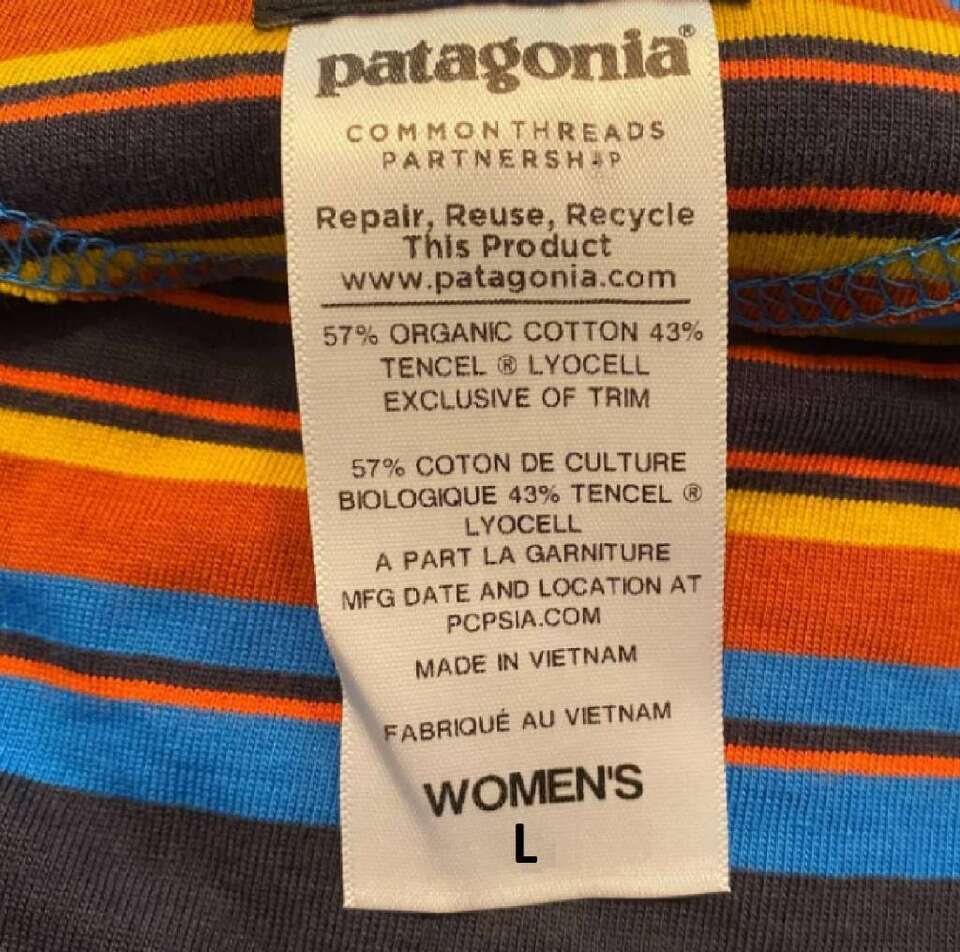 patagonia®
COMMON THREADS
PARTNERSHIP
Repair, Reuse, Recycle
This Product
www.patagonia.com
57% ORGANIC COTTON 43%
TENCEL ® LYOCELL
EXCLUSIVE OF TRIM
57% COTON DE CULTURE
BIOLOGIQUE 43% TENCEL ®
LYOCELL
A PART LA GARNITURE
MFG DATE AND LOCATION AT
PCPSIA.COM
MADE IN VIETNAM
FABRIQUÉ AU VIETNAM
WOMEN'S
L